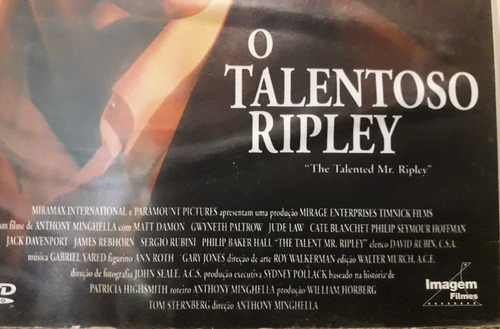 O
TALENTOSO
RIPLEY
"The Talented Mr. Ripley"
MIRAMAX INTERNATIONAL e PARAMOUNT PICTURES apresentam uma produção MIRAGE ENTERPRISES TIMNICK FILMS
um filme de ANTHONY MINGHELLA com MATT DAMON GWYNETH PALTROW JUDE LAW CATE BLANCHET PHILIP SEYMOUR HOFFMAN
JACK DAVENPORT JAMES REBHORN SERGIO RUBINI PHILIP BAKER HALL "THE TALENT MR. RIPLEY" elenco DAVID RUBIN, C.S.A.
música GABRIEL YARED figurino ANN ROTH GARY JONES direção de arte ROY WALKERMAN edição WALTER MURCH, A.C.E.
direção de fotografia JOHN SEALE, A.C.S. produção executiva SYDNEY POLLACK baseado na história de
PATRICIA HIGHSMITH roteiro ANTHONY MINGHELLA produção WILLIAM HORBERG
TOM STERNBERG direção ANTHONY MINGHELLA
Imagem
Filmes